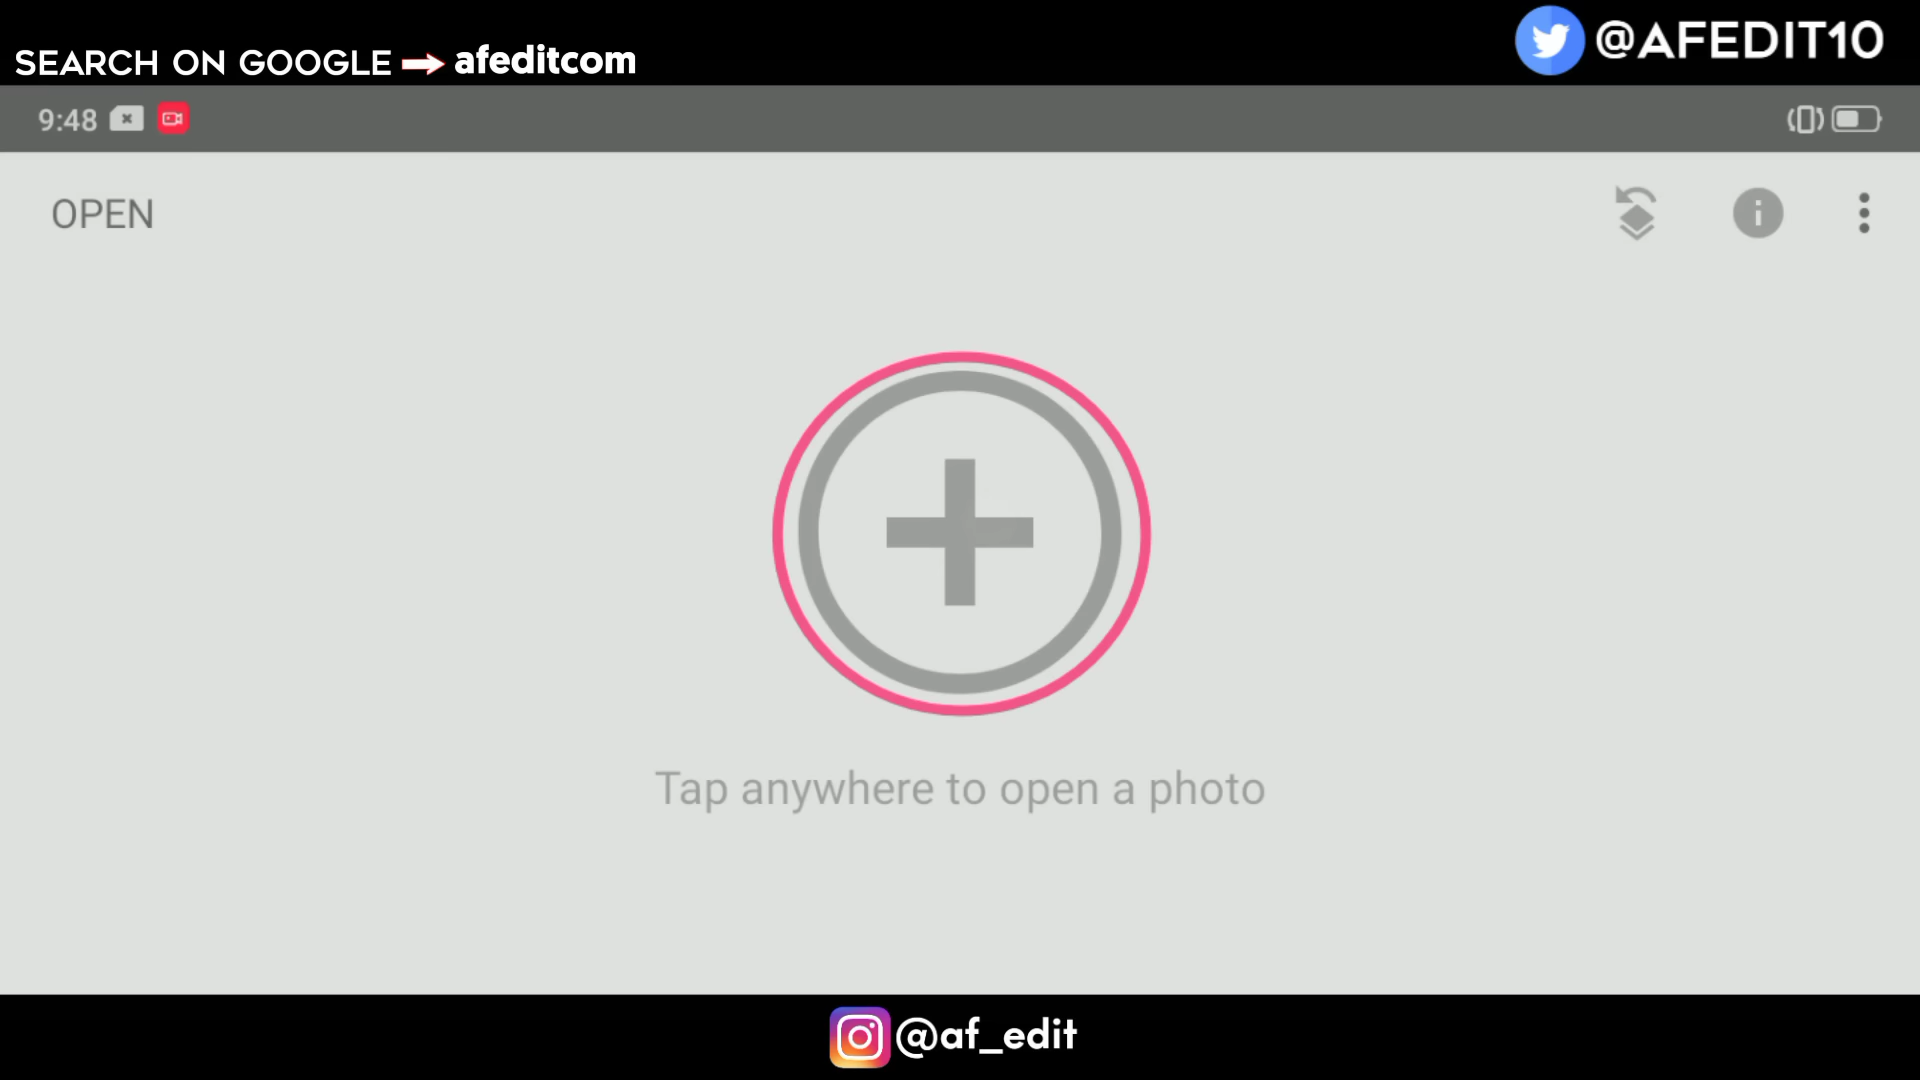 SEARCH ON GOOGLE afeditcom
@AFEDIT10
9:48
OPEN
Tap anywhere to open a photo
@af_edit